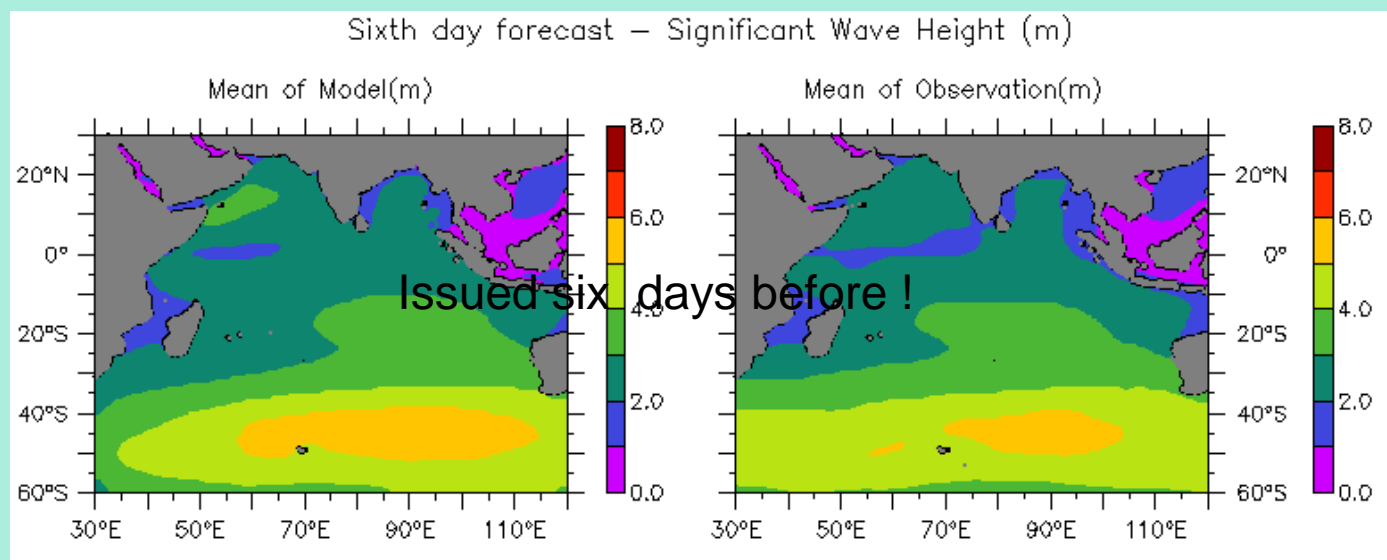 Sixth day forecast – Significant Wave Height (m)
Mean of Model(m)
Mean of Observation(m)
20°N
0°
20°S
40°S
60°S
30°E 50°E 70°E 90°E 110°E
8.0
6.0
4.0
2.0
0.0
Issued six days before !
20°N
0°
20°S
40°S
60°S
30°E 50°E 70°E 90°E 110°E
8.0
6.0
4.0
2.0
0.0